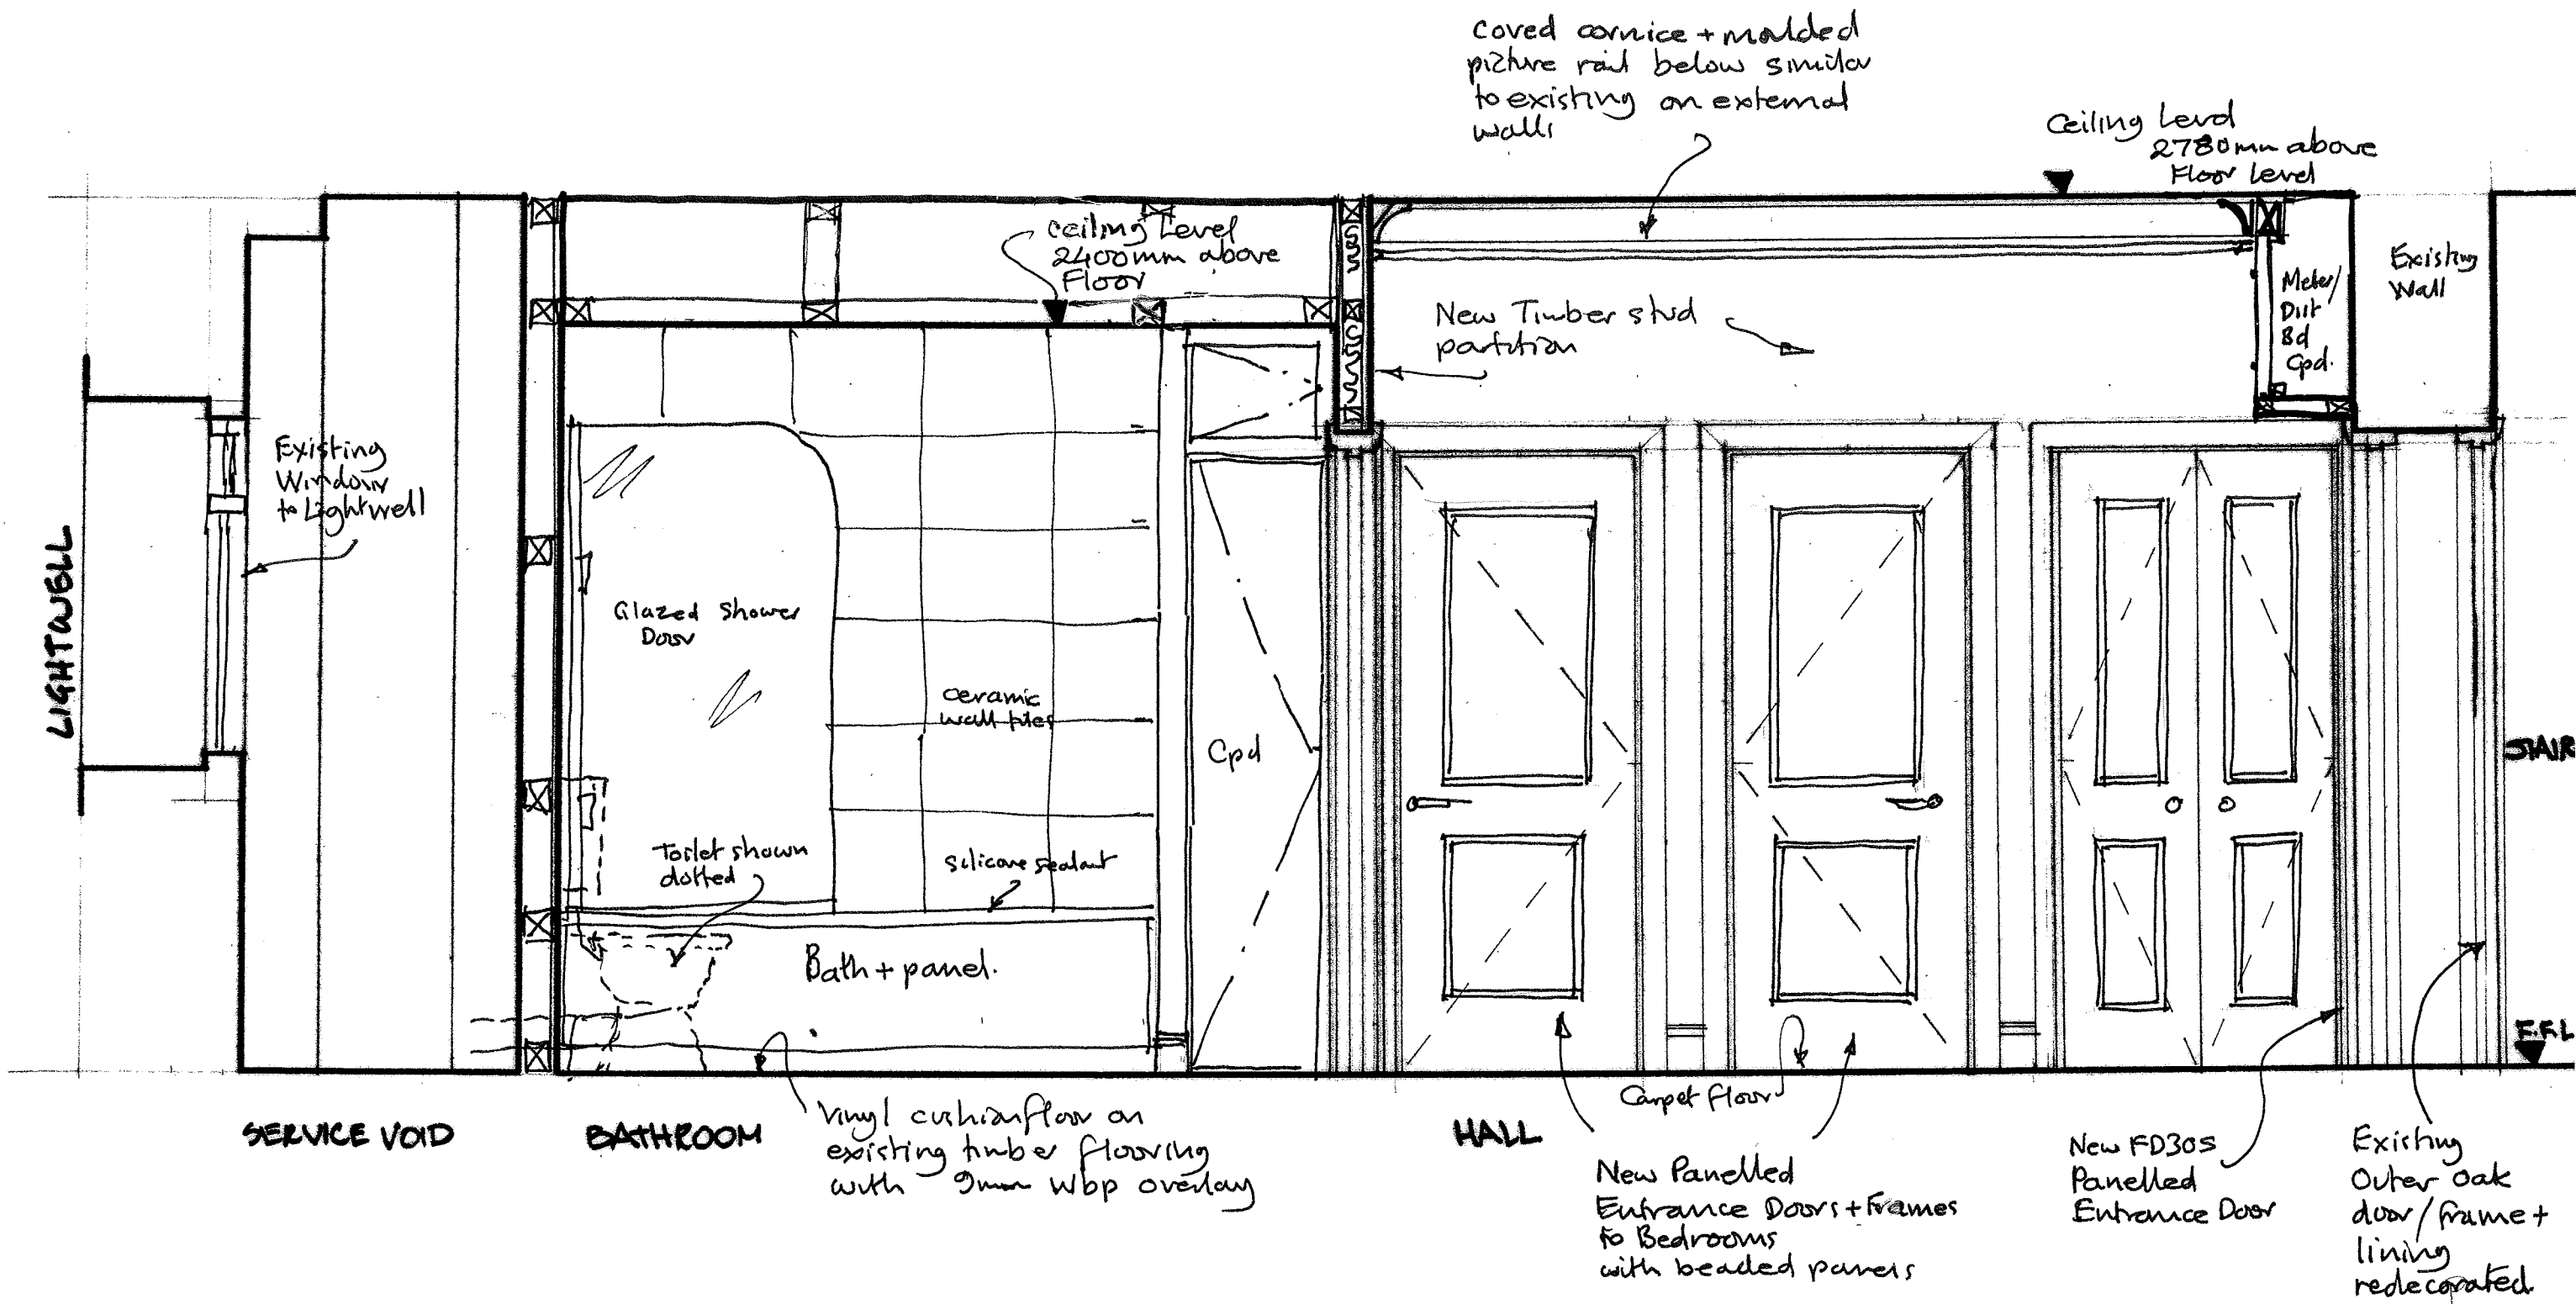 coved cornice + moulded
picture rail below similar
to existing on external
walls
Ceiling Level
2780mm above
Floor Level
Ceiling Level
2400mm above
Floor
New Timber stud
partition
Meter/
Dist
Bd
Cpd.
Existing
Wall
Existing
Window
to Lightwell
LIGHTWELL
Glazed Shower
Door
Ceramic
wall tiles
Cpd
Toilet shown
dotted
Silicone sealant
Bath + panel.
STAIR
F.F.L
SERVICE VOID
BATHROOM
Vinyl cushionfloor on
existing timber flooring
with 9mm Wbp overlay
HALL
Carpet Floor
New Panelled
Entrance Doors + Frames
to Bedrooms
with beaded panels
New FD30S
Panelled
Entrance Door
Existing
Outer Oak
door/frame +
lining
redecorated.